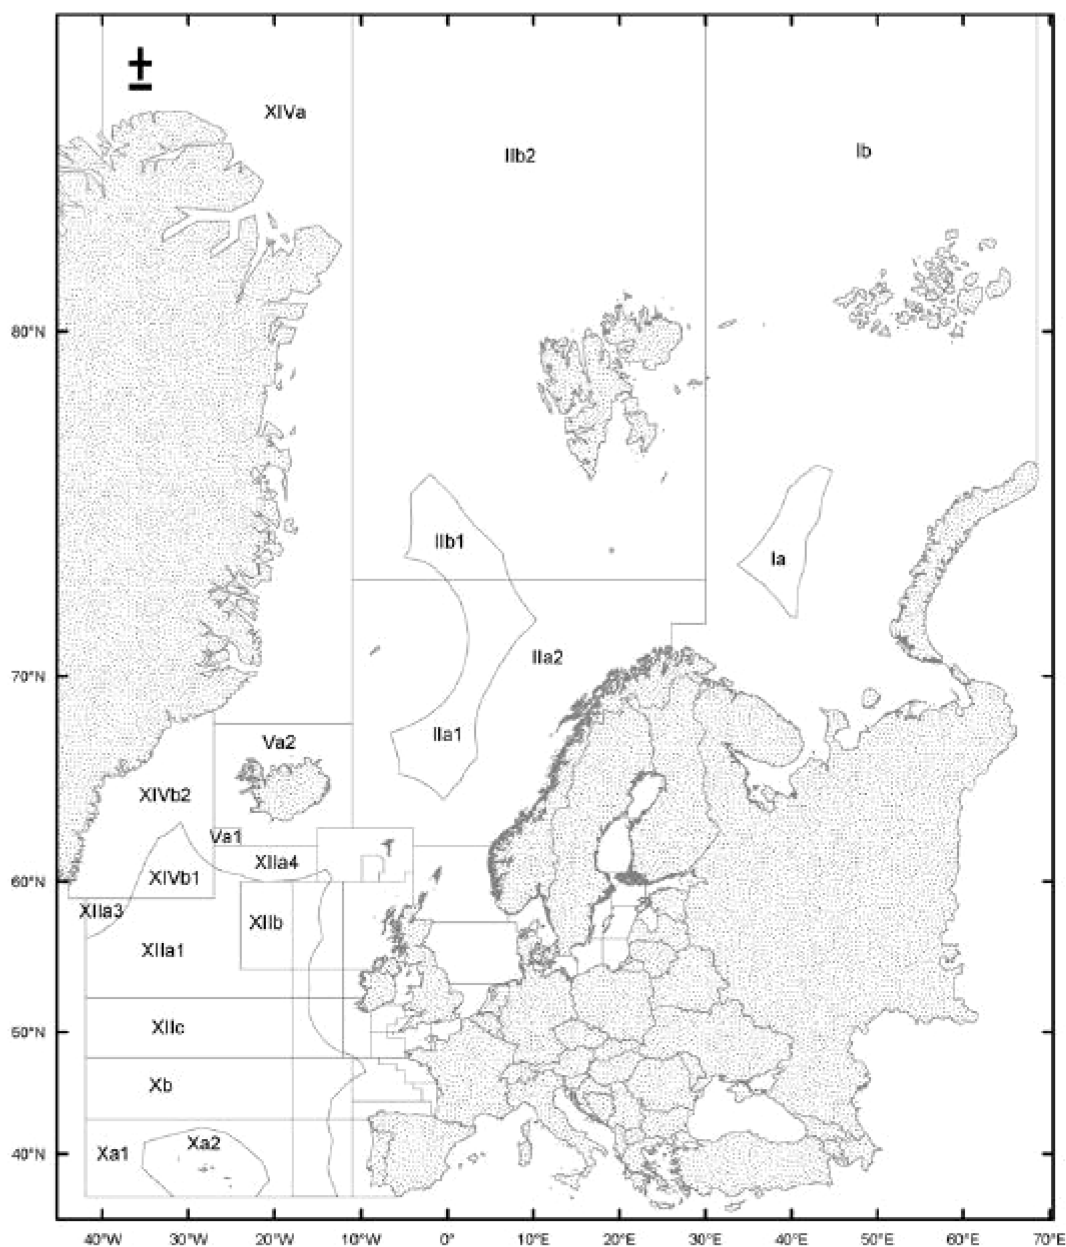 ±
XIVa
IIb2
Ib
80°N
IIb1
Ia
IIa2
70°N
IIa1
Va2
XIVb2
Va1
XIIa4
XIVb1
60°N
XIIa3
XIIb
XIIa1
XIIc
50°N
Xb
Xa1
Xa2
40°N
40°W 30°W 20°W 10°W 0° 10°E 20°E 30°E 40°E 50°E 60°E 70°E